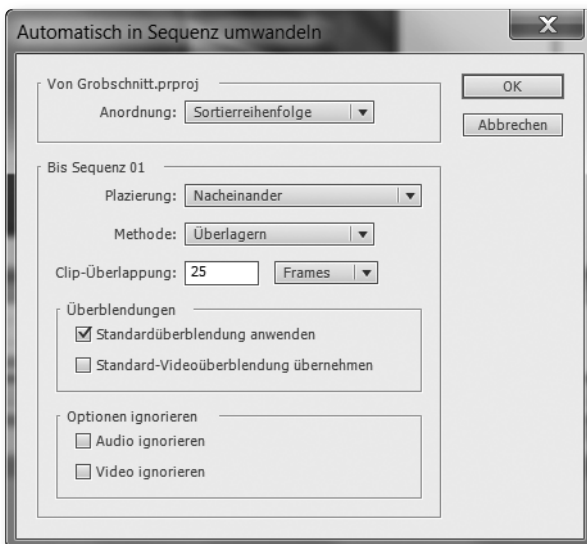 Automatisch in Sequenz umwandeln
X
Von Grobschnitt.prproj
Anordnung: Sortierreihenfolge
OK
Abbrechen
Bis Sequenz 01
Plazierung: Nacheinander
Methode: Überlagern
Clip-Überlappung: 25 Frames
Überblendungen
Standardüberblendung anwenden
Standard-Videoüberblendung übernehmen
Optionen ignorieren
Audio ignorieren
Video ignorieren